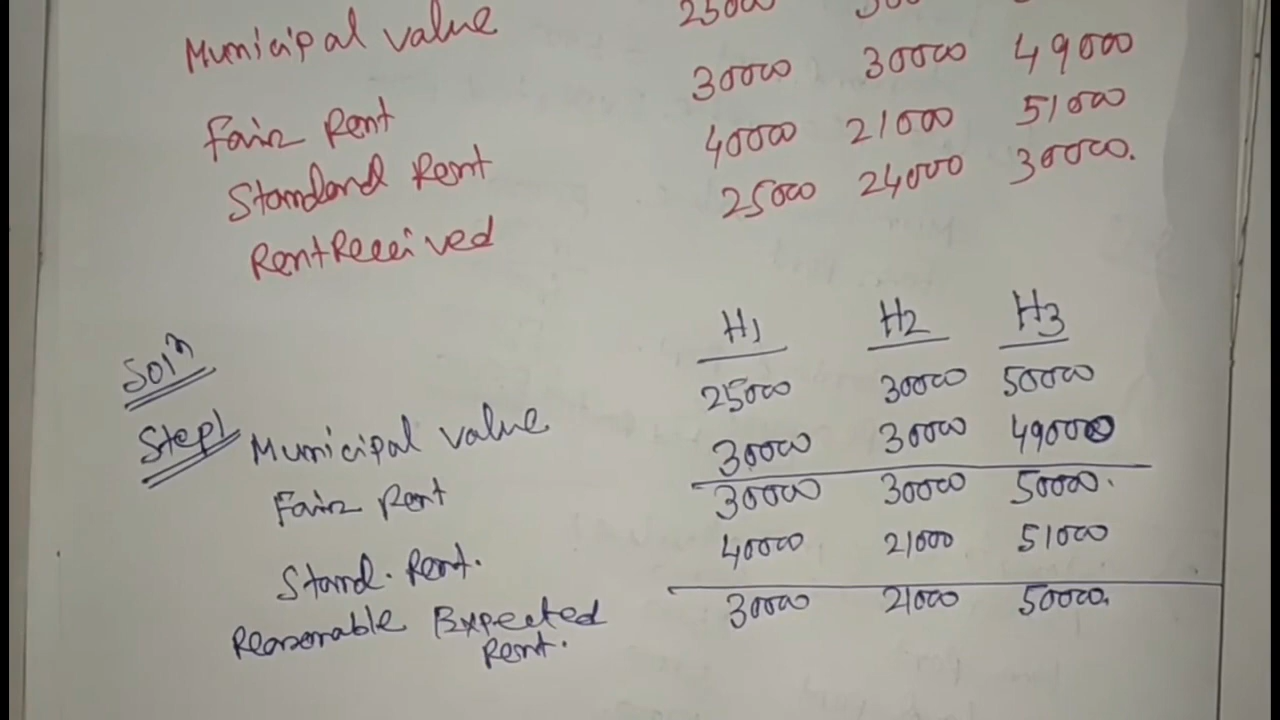 Municipal value 25000
Fair Rent 30000 30000 49000
Standard Rent 40000 21000 51000
Rent Received 25000 24000 30000.
Soln
H1 H2 H3
Step1 Municipal value 25000 30000 50000
Fair Rent 30000 30000 49000
30000 30000 50000.
Stand. Rent. 40000 21000 51000
Reasonable Expected Rent. 30000 21000 50000.